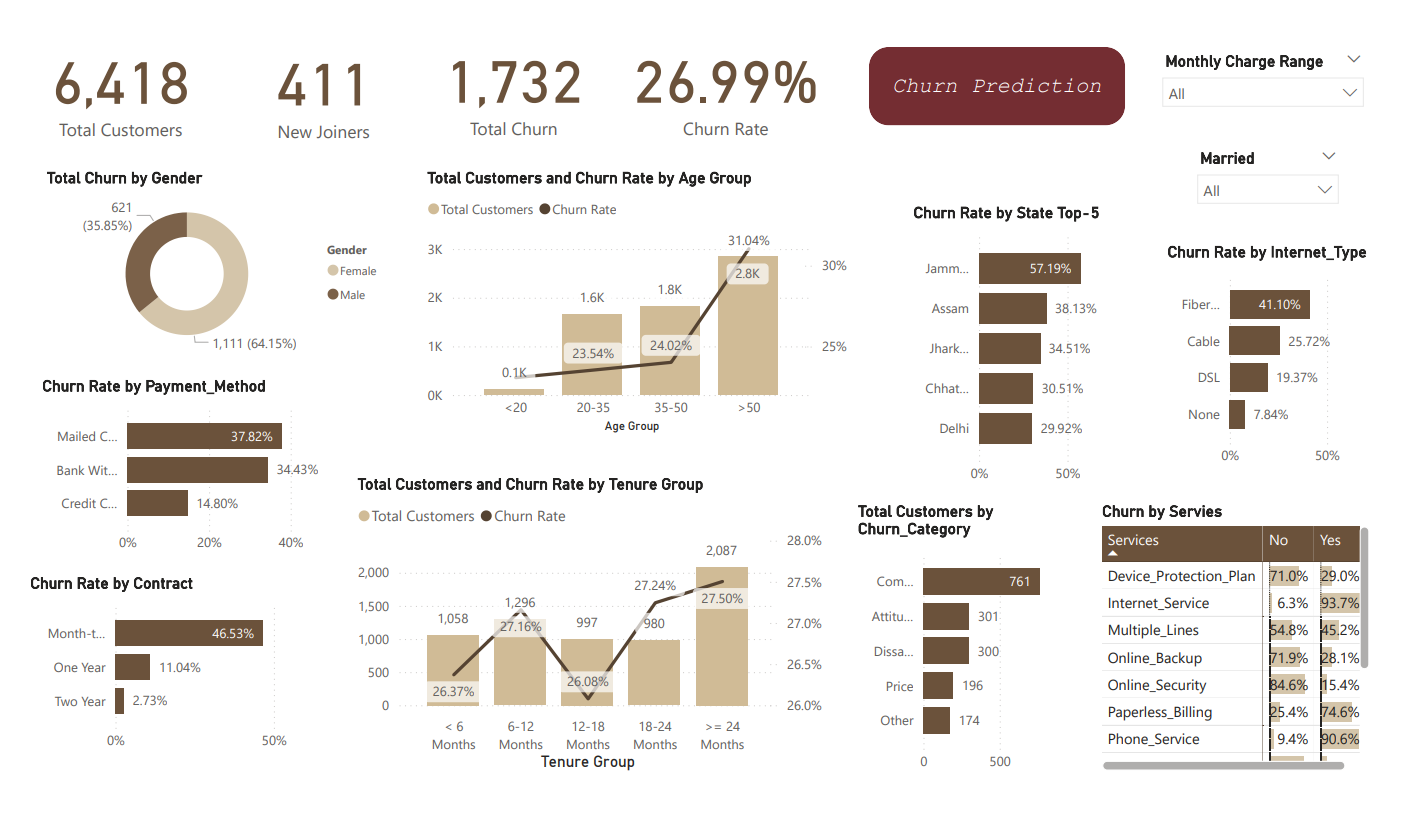 6,418
Total Customers
411
New Joiners
1,732
Total Churn
26.99%
Churn Rate
Churn Prediction
Monthly Charge Range
All
Married
All
Total Churn by Gender
621
(35.85%)
1,111 (64.15%)
Gender
Female
Male
Total Customers and Churn Rate by Age Group
Total Customers
Churn Rate
3K
2K
1K
0K
0.1K
1.6K
1.8K
2.8K
23.54%
24.02%
31.04%
30%
25%
<20
20-35
35-50
>50
Age Group
Churn Rate by State Top-5
Jamm...
57.19%
Assam
38.13%
Jhark...
34.51%
Chhat...
30.51%
Delhi
29.92%
0%
50%
Churn Rate by Internet_Type
Fiber...
41.10%
Cable
25.72%
DSL
19.37%
None
7.84%
0%
50%
Churn Rate by Payment_Method
Mailed C...
37.82%
Bank Wit...
34.43%
Credit C...
14.80%
0%
20%
40%
Churn Rate by Contract
Month-t...
46.53%
One Year
11.04%
Two Year
2.73%
0%
50%
Total Customers and Churn Rate by Tenure Group
Total Customers
Churn Rate
2,000
1,500
1,000
500
0
1,058
1,296
997
980
2,087
26.37%
27.16%
26.08%
27.24%
27.50%
28.0%
27.5%
27.0%
26.5%
26.0%
< 6
Months
6-12
Months
12-18
Months
18-24
Months
>= 24
Months
Tenure Group
Total Customers by
Churn_Category
Com...
761
Attitu...
301
Dissa...
300
Price
196
Other
174
0
500
Churn by Servies
Services No Yes
Device_Protection_Plan 71.0% 29.0%
Internet_Service 6.3% 93.7%
Multiple_Lines 54.8% 45.2%
Online_Backup 71.9% 28.1%
Online_Security 84.6% 15.4%
Paperless_Billing 25.4% 74.6%
Phone_Service 9.4% 90.6%